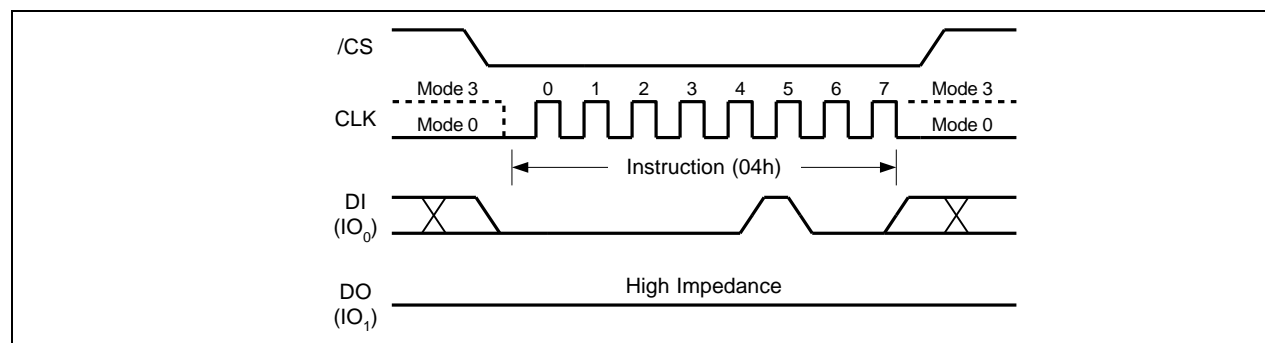 /CS
Mode 3 0 1 2 3 4 5 6 7 Mode 3
CLK Mode 0 Mode 0
Instruction (04h)
DI
(IO0)
High Impedance
DO
(IO1)